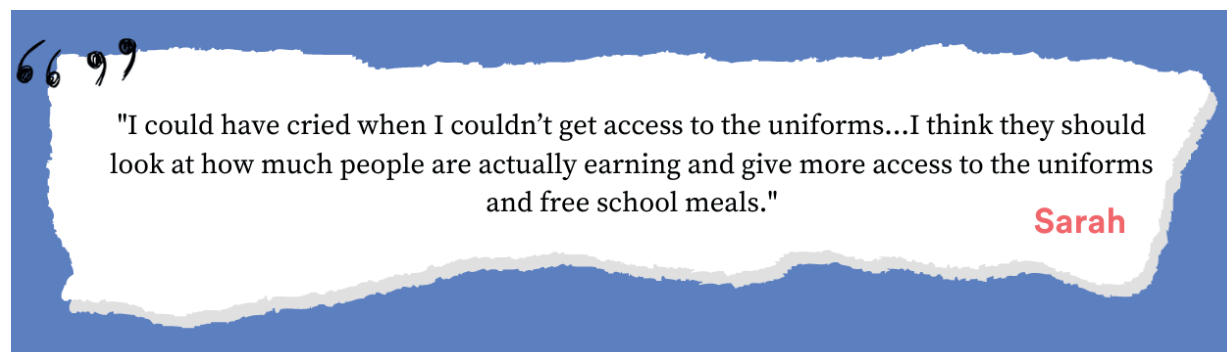 "I could have cried when I couldn’t get access to the uniforms...I think they should
look at how much people are actually earning and give more access to the uniforms
and free school meals."
Sarah